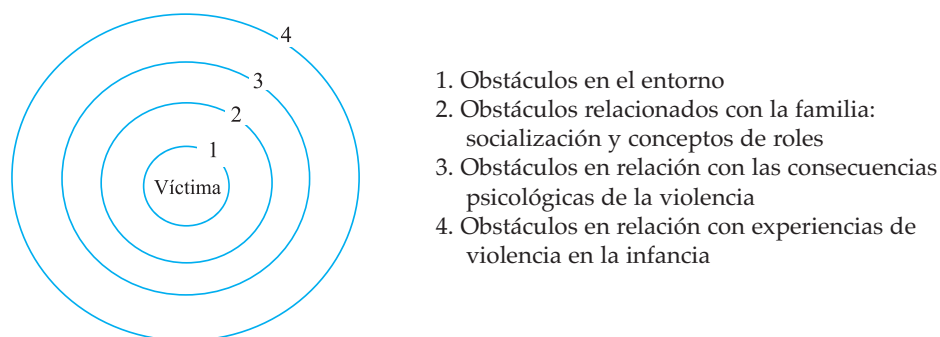 4
3
2
1
Víctima
1. Obstáculos en el entorno
2. Obstáculos relacionados con la familia:
socialización y conceptos de roles
3. Obstáculos en relación con las consecuencias
psicológicas de la violencia
4. Obstáculos en relación con experiencias de
violencia en la infancia